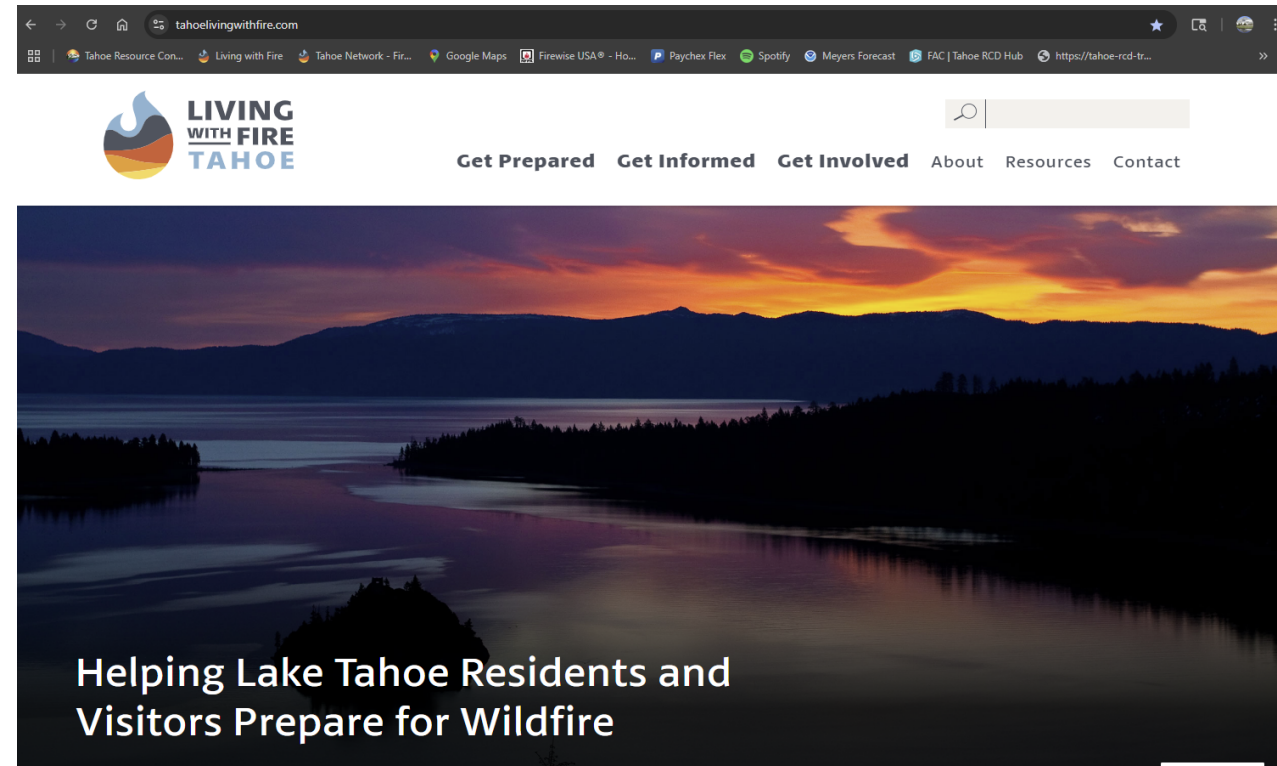 tahoelivingwithfire.com
Tahoe Resource Con... Living with Fire Tahoe Network - Fir... Google Maps Firewise USA® - Ho... Paychex Flex Spotify Meyers Forecast FAC | Tahoe RCD Hub https://tahoe-rcd-tr... »
LIVING
WITH FIRE
TAHOE
Get Prepared Get Informed Get Involved About Resources Contact
Helping Lake Tahoe Residents and
Visitors Prepare for Wildfire